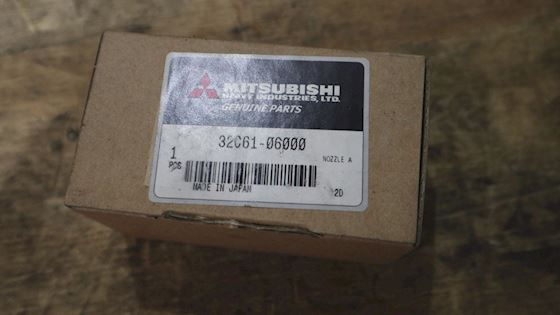 MITSUBISHI
HEAVY INDUSTRIES, LTD.
GENUINE PARTS
32C61-06000
1
PCS
NOZZLE A
MADE IN JAPAN
2D